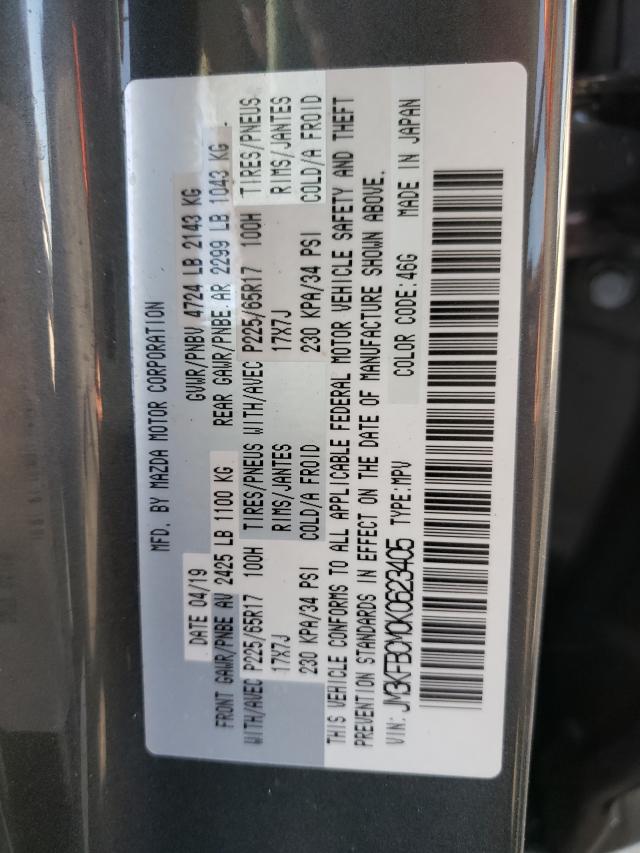 MFD. BY MAZDA MOTOR CORPORATION
DATE 04/19 GVWR/PNBV 4724 LB 2143 KG
FRONT GAWR/PNBE AV 2425 LB 1100 KG REAR GAWR/PNBE.AR 2299 LB 1043 KG
WITH/AVEC P225/65R17 100H TIRES/PNEUS WITH/AVEC P225/65R17 100H TIRES/PNEUS
17X7J RIMS/JANTES 17X7J RIMS/JANTES
230 KPA/34 PSI COLD/A FROID 230 KPA/34 PSI COLD/A FROID
THIS VEHICLE CONFORMS TO ALL APPLICABLE FEDERAL MOTOR VEHICLE SAFETY AND THEFT
PREVENTION STANDARDS IN EFFECT ON THE DATE OF MANUFACTURE SHOWN ABOVE.
VIN: JM3KFBCM0K0623405 TYPE:MPV COLOR CODE:46G MADE IN JAPAN